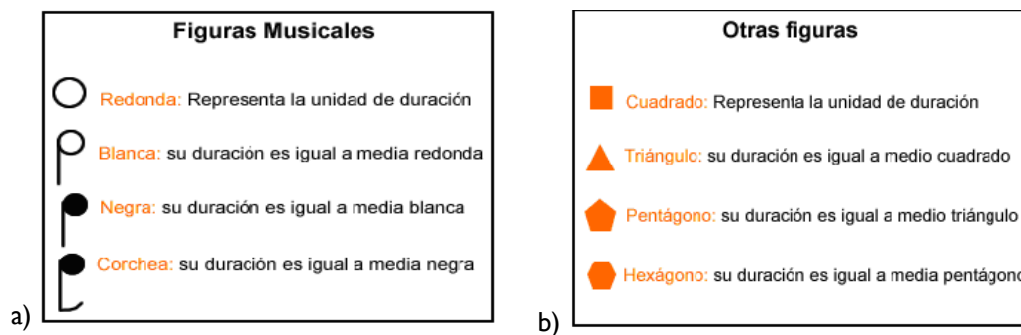 Figuras Musicales
Redonda: Representa la unidad de duración
Blanca: su duración es igual a media redonda
Negra: su duración es igual a media blanca
Corchea: su duración es igual a media negra
a)
Otras figuras
Cuadrado: Representa la unidad de duración
Triángulo: su duración es igual a medio cuadrado
Pentágono: su duración es igual a medio triángulo
Hexágono: su duración es igual a media pentágono
b)